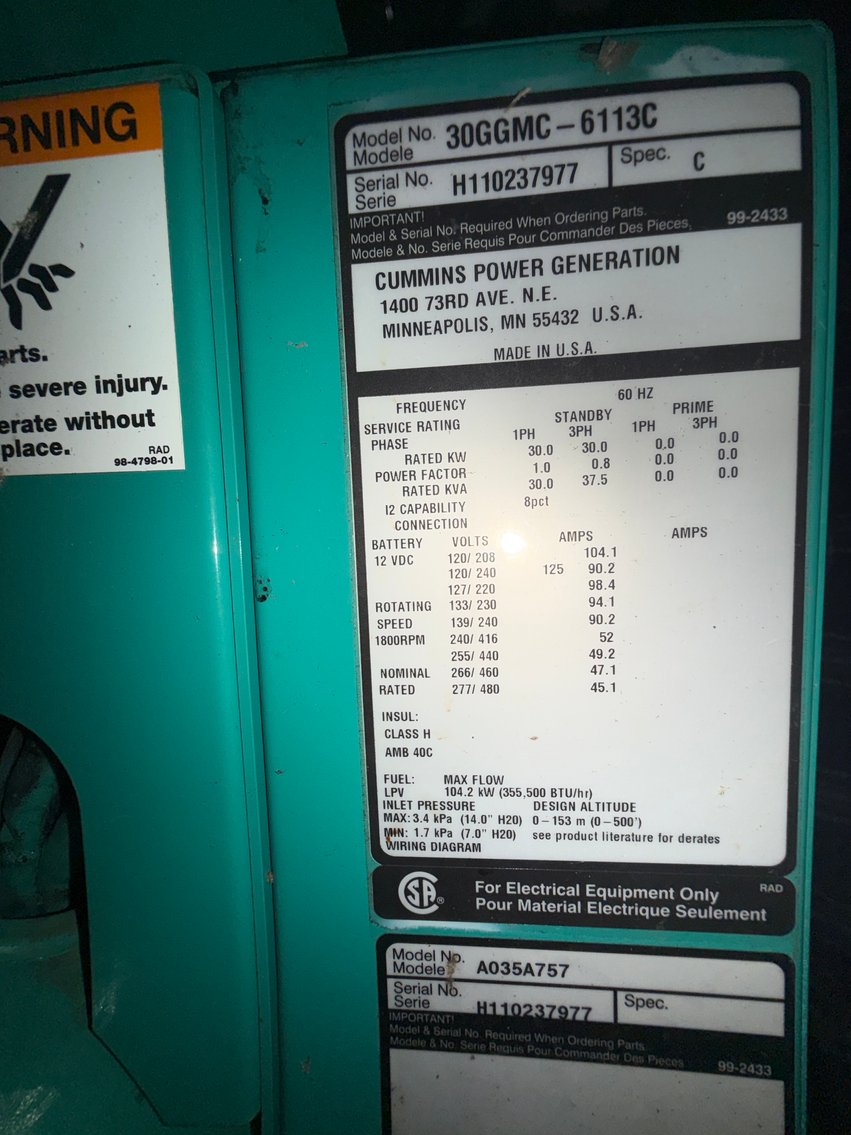 RNING
arts.
severe injury.
erate without
place.
RAD
98-4798-01
Model No. 30GGMC – 6113C
Modele
Serial No. H110237977 Spec. C
Serie
IMPORTANT!
Model & Serial No. Required When Ordering Parts.
Modele & No. Serie Requis Pour Commander Des Pieces. 99-2433
CUMMINS POWER GENERATION
1400 73RD AVE. N.E.
MINNEAPOLIS, MN 55432 U.S.A.
MADE IN U.S.A.
FREQUENCY 60 HZ
SERVICE RATING STANDBY PRIME
PHASE 1PH 3PH 1PH 3PH
RATED KW 30.0 30.0 0.0 0.0
POWER FACTOR 1.0 0.8 0.0 0.0
RATED KVA 30.0 37.5 0.0 0.0
I2 CAPABILITY 8pct
CONNECTION
BATTERY VOLTS AMPS AMPS
12 VDC 120/ 208 104.1
120/ 240 125 90.2
127/ 220 98.4
ROTATING 133/ 230 94.1
SPEED 139/ 240 90.2
1800RPM 240/ 416 52
255/ 440 49.2
NOMINAL 266/ 460 47.1
RATED 277/ 480 45.1
INSUL:
CLASS H
AMB 40C
FUEL: MAX FLOW
LPV 104.2 kW (355,500 BTU/hr)
INLET PRESSURE DESIGN ALTITUDE
MAX: 3.4 kPa (14.0" H20) 0 – 153 m (0 – 500')
MIN: 1.7 kPa (7.0" H20) see product literature for derates
WIRING DIAGRAM
SA® For Electrical Equipment Only RAD
Pour Material Electrique Seulement
Model No. A035A757
Modele
Serial No. H110237977 Spec.
Serie
IMPORTANT!
Model & Serial No. Required When Ordering Parts.
Modele & No. Serie Requis Pour Commander Des Pieces 99-2433